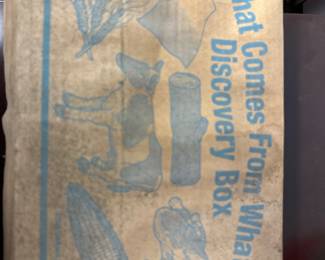 hat Comes From Wha
Discovery Box